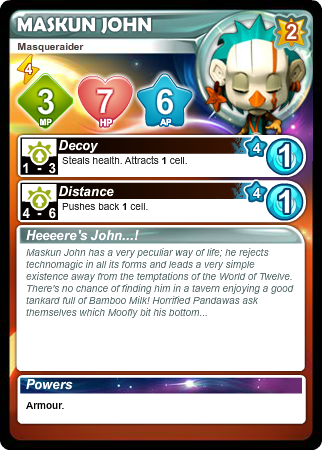 MASKUN JOHN
Masqueraider
2
4
3
MP
7
HP
6
AP
Decoy
1 - 3
Steals health. Attracts 1 cell.
4
1
Distance
4 - 6
Pushes back 1 cell.
4
1
Heeeere's John...!
Maskun John has a very peculiar way of life; he rejects
technomagic in all its forms and leads a very simple
existence away from the temptations of the World of Twelve.
There's no chance of finding him in a tavern enjoying a good
tankard full of Bamboo Milk! Horrified Pandawas ask
themselves which Moofly bit his bottom...
Powers
Armour.